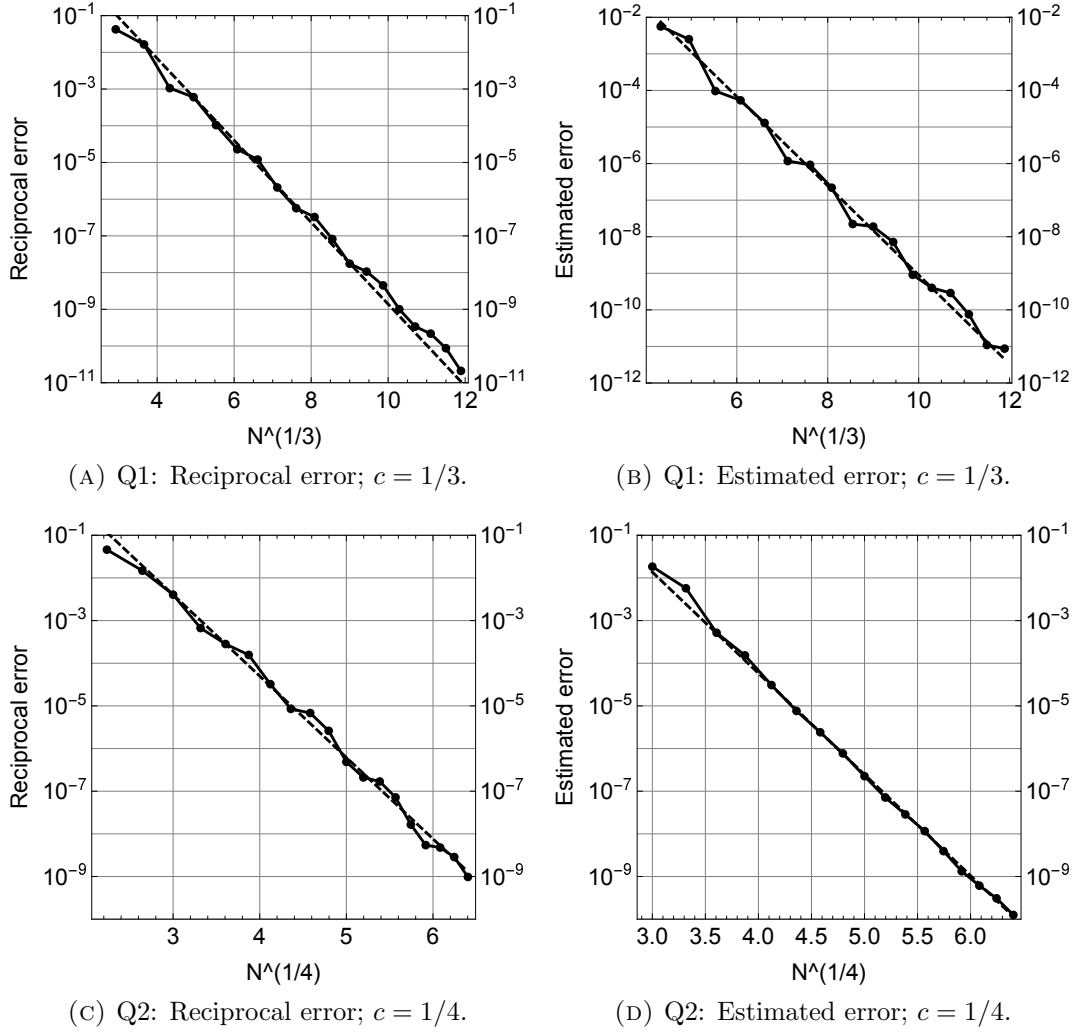 10⁻¹ 10⁻¹ 10⁻² 10⁻²
10⁻³ 10⁻³ 10⁻⁴ 10⁻⁴
10⁻⁵ 10⁻⁵ 10⁻⁶ 10⁻⁶
10⁻⁷ 10⁻⁷ 10⁻⁸ 10⁻⁸
10⁻⁹ 10⁻⁹ 10⁻¹⁰ 10⁻¹⁰
10⁻¹¹ 10⁻¹¹ 10⁻¹² 10⁻¹²
Reciprocal error
Estimated error
4 6 8 10 12
6 8 10 12
N^(1/3)
N^(1/3)
(A) Q1: Reciprocal error; c = 1/3.
(B) Q1: Estimated error; c = 1/3.
10⁻¹ 10⁻¹ 10⁻¹ 10⁻¹
10⁻³ 10⁻³ 10⁻³ 10⁻³
10⁻⁵ 10⁻⁵ 10⁻⁵ 10⁻⁵
10⁻⁷ 10⁻⁷ 10⁻⁷ 10⁻⁷
10⁻⁹ 10⁻⁹ 10⁻⁹ 10⁻⁹
Reciprocal error
Estimated error
3 4 5 6
3.0 3.5 4.0 4.5 5.0 5.5 6.0
N^(1/4)
N^(1/4)
(C) Q2: Reciprocal error; c = 1/4.
(D) Q2: Estimated error; c = 1/4.